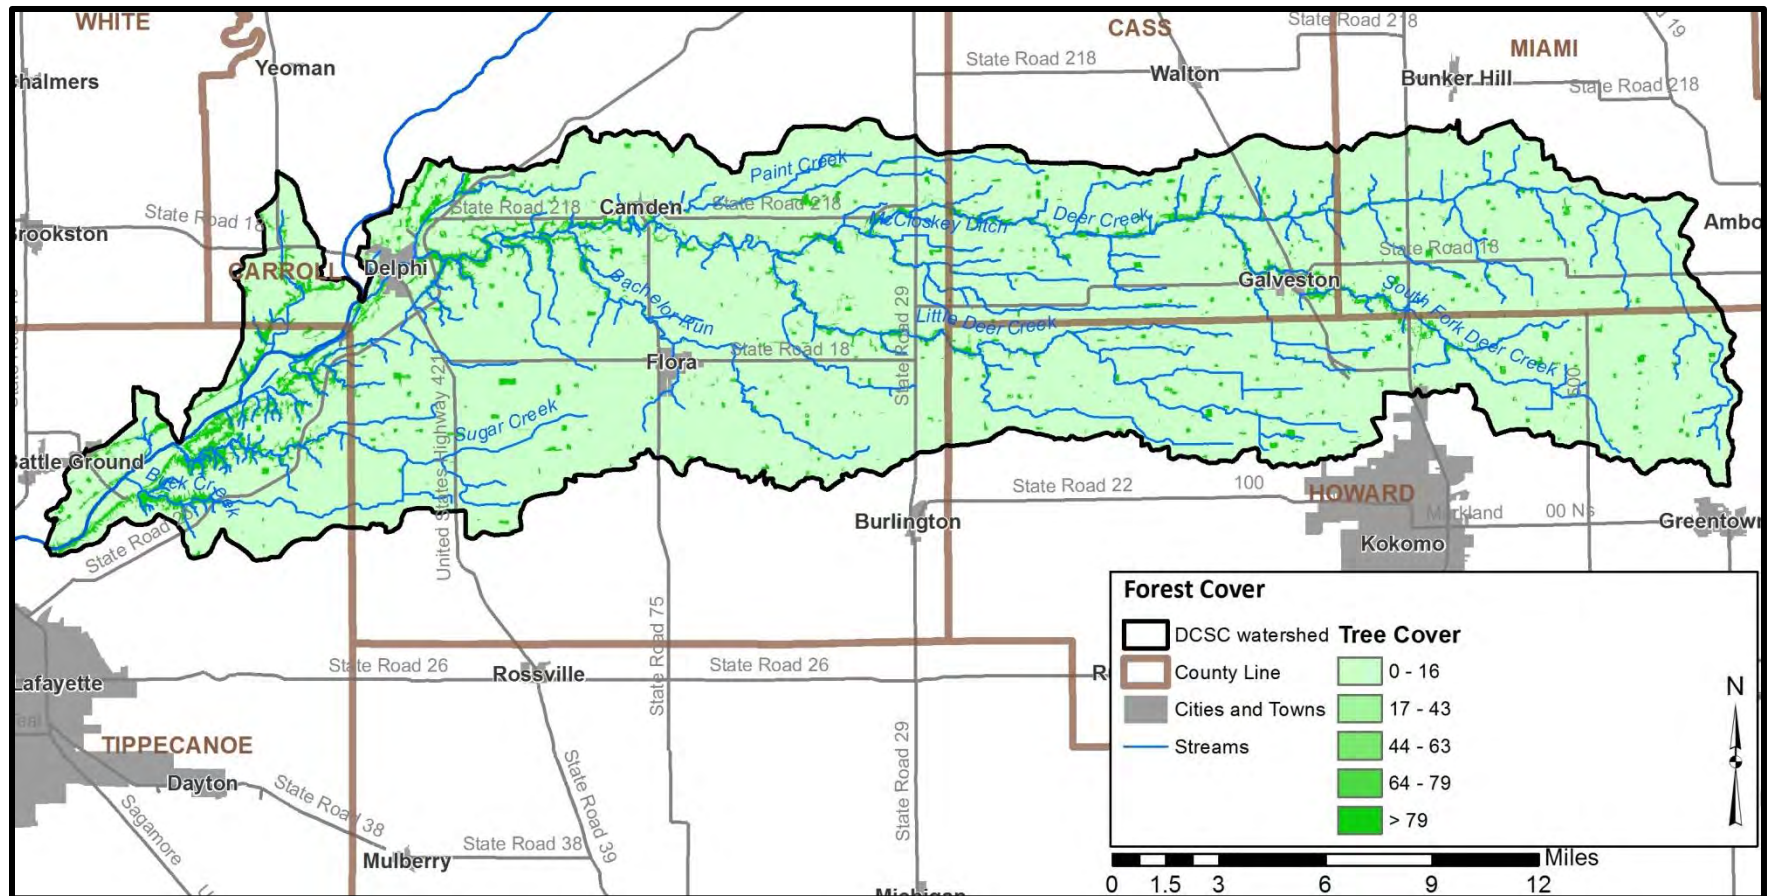 WHITE
CASS
State Road 218
MIAMI
Yeoman
State Road 218
Walton
Bunker Hill
State Road 218
Paint Creek
State Road 18
State Road 218
Camden
State Road 218
McCloskey Ditch
Deer Creek
CARROLL
Delphi
State Road 18
Galveston
Bachelor Run
State Road 29
Little Deer Creek
South Fork Deer Creek
Flora
State Road 18
United States Highway 421
Sugar Creek
Battle Ground
Buck Creek
State Road 22
100
HOWARD
Burlington
Markland
00 Ns
Greentown
Kokomo
Forest Cover
DCSC watershed
County Line
Cities and Towns
Streams
Tree Cover
0 - 16
17 - 43
44 - 63
64 - 79
> 79
N
State Road 75
State Road 26
Rossville
State Road 26
Lafayette
TIPPECANOE
Dayton
State Road 29
State Road 39
Sagamore
State Road 38
Mulberry
State Road 38
Miles
0 1.5 3 6 9 12